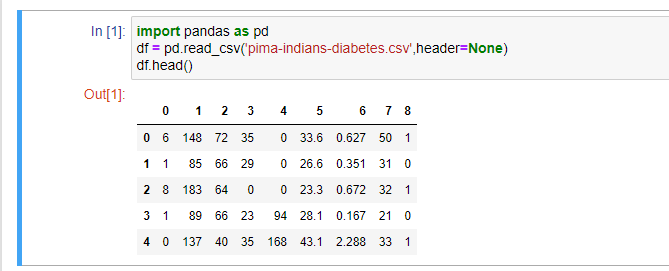 In [1]: import pandas as pd
df = pd.read_csv('pima-indians-diabetes.csv',header=None)
df.head()
Out[1]:
0 1 2 3 4 5 6 7 8
0 6 148 72 35 0 33.6 0.627 50 1
1 1 85 66 29 0 26.6 0.351 31 0
2 8 183 64 0 0 23.3 0.672 32 1
3 1 89 66 23 94 28.1 0.167 21 0
4 0 137 40 35 168 43.1 2.288 33 1